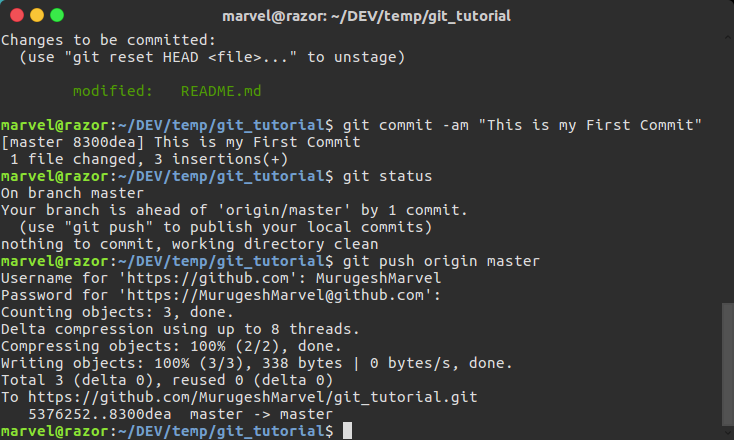 marvel@razor: ~/DEV/temp/git_tutorial
Changes to be committed:
  (use "git reset HEAD <file>..." to unstage)
        modified:   README.md
marvel@razor:~/DEV/temp/git_tutorial$ git commit -am "This is my First Commit"
[master 8300dea] This is my First Commit
 1 file changed, 3 insertions(+)
marvel@razor:~/DEV/temp/git_tutorial$ git status
On branch master
Your branch is ahead of 'origin/master' by 1 commit.
  (use "git push" to publish your local commits)
nothing to commit, working directory clean
marvel@razor:~/DEV/temp/git_tutorial$ git push origin master
Username for 'https://github.com': MurugeshMarvel
Password for 'https://MurugeshMarvel@github.com':
Counting objects: 3, done.
Delta compression using up to 8 threads.
Compressing objects: 100% (2/2), done.
Writing objects: 100% (3/3), 338 bytes | 0 bytes/s, done.
Total 3 (delta 0), reused 0 (delta 0)
To https://github.com/MurugeshMarvel/git_tutorial.git
   5376252..8300dea  master -> master
marvel@razor:~/DEV/temp/git_tutorial$